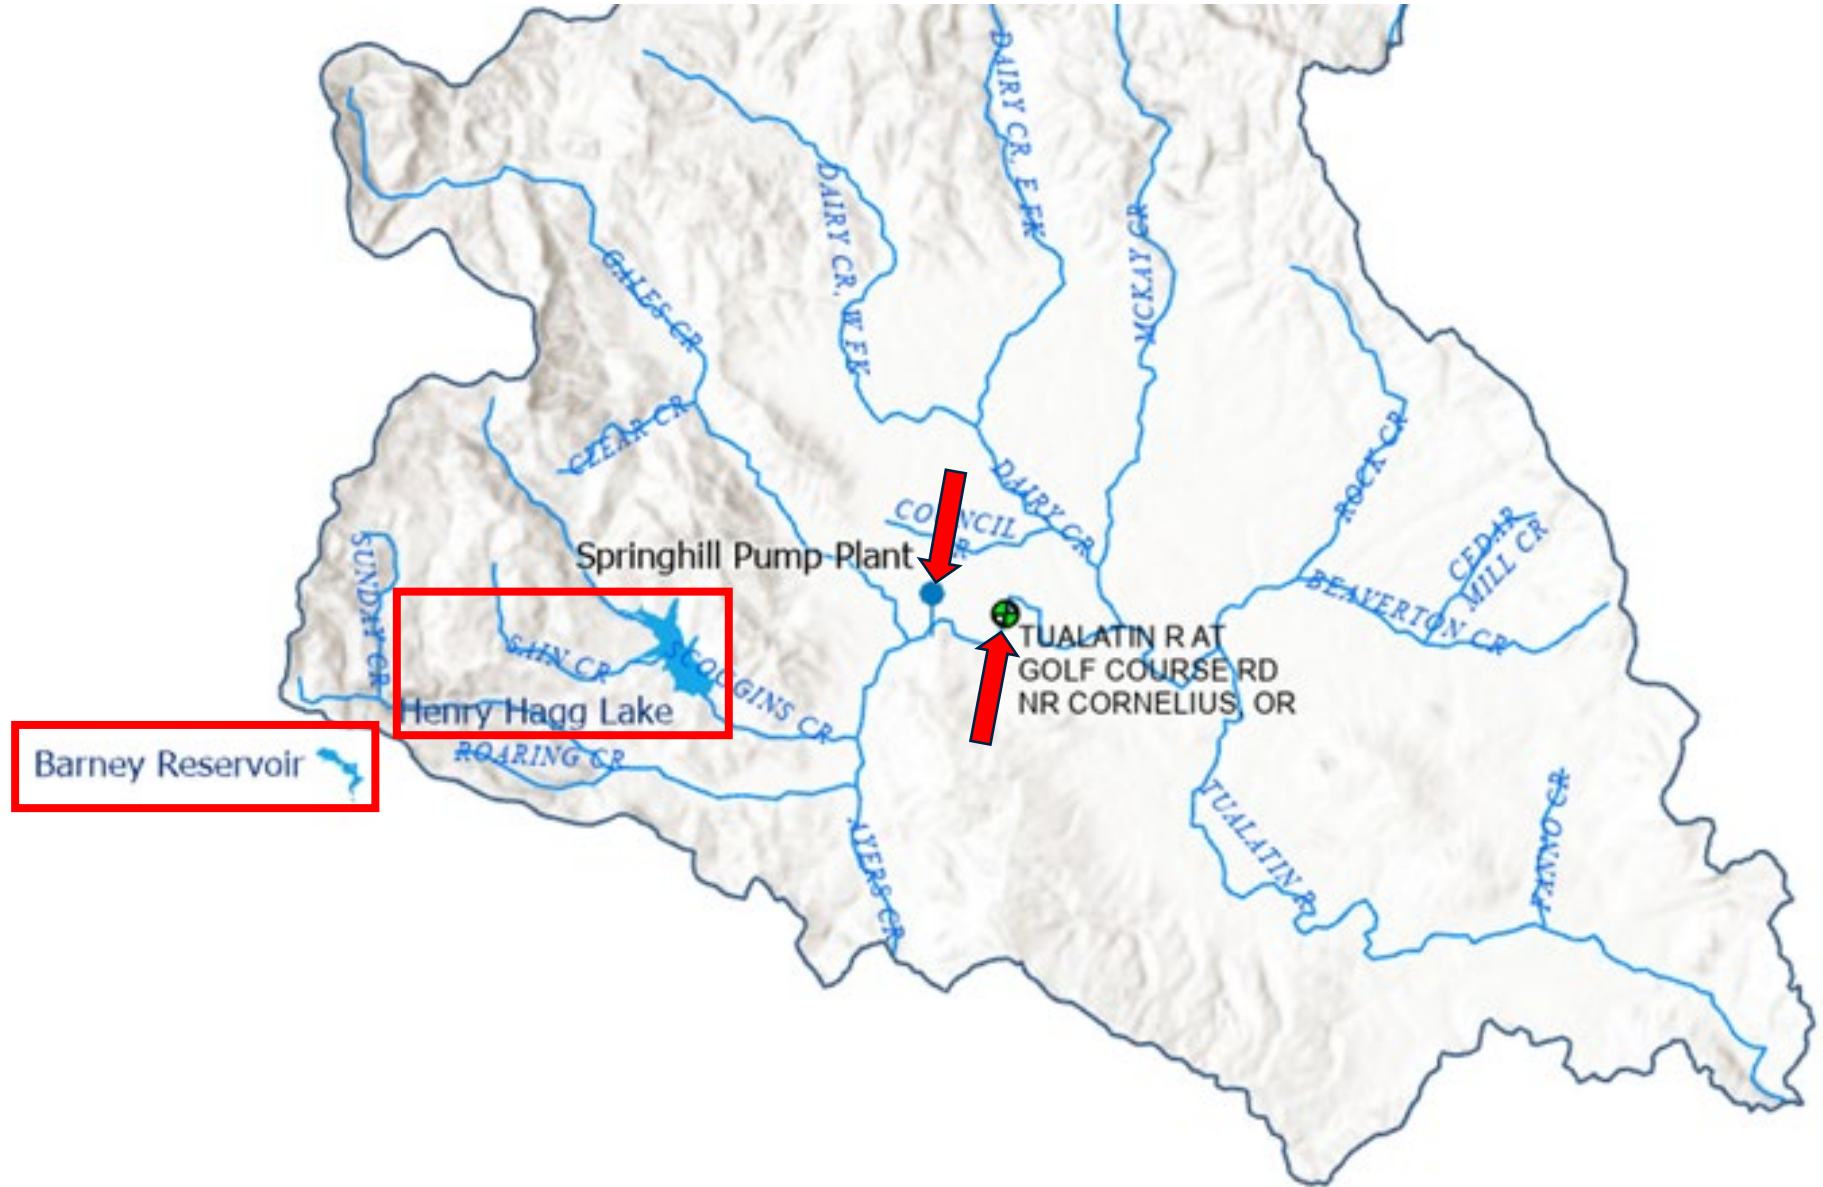 DAIRY CR, E FK
DAIRY CR, W FK
MCKAY CR
GALES CR
CLEAR CR
ROCK CR
DAIRY CR
COUNCIL
CEDAR
MILL CR
Springhill Pump Plant
SUNDAY CR
BEAVERTON CR
TUALATIN R AT
GOLF COURSE RD
NR CORNELIUS, OR
SAIN CR
SCOGGINS CR
Henry Hagg Lake
ROARING CR
Barney Reservoir
AYERS CR
TUALATIN R
FANNO CR